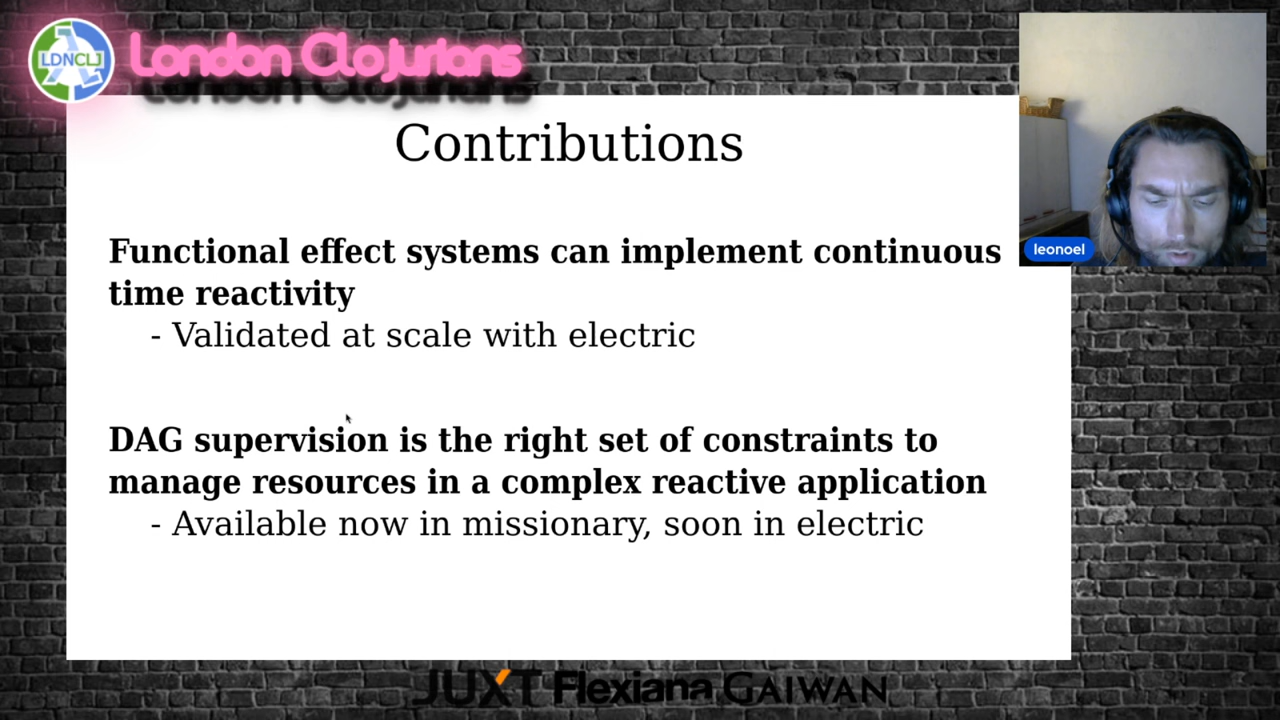 LDNCLJ
London Clojurians
Contributions
Functional effect systems can implement continuous
time reactivity
- Validated at scale with electric
DAG supervision is the right set of constraints to
manage resources in a complex reactive application
- Available now in missionary, soon in electric
leonoel
JUXT Flexiana GAIWAN